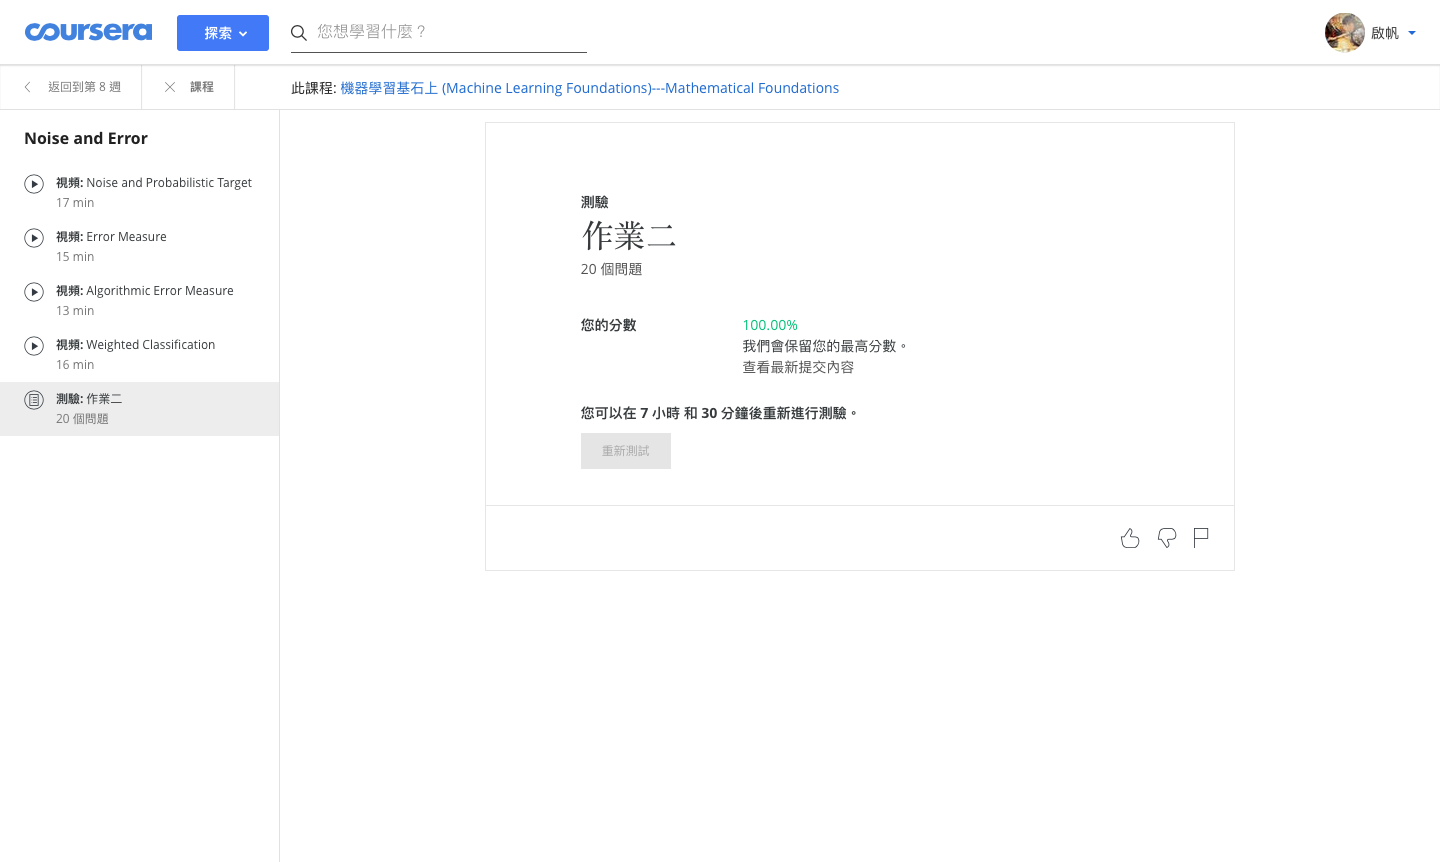 coursera
探索
您想學習什麼？
啟帆
返回到第 8 週
課程
此課程: 機器學習基石上 (Machine Learning Foundations)---Mathematical Foundations
Noise and Error
視頻: Noise and Probabilistic Target
17 min
視頻: Error Measure
15 min
視頻: Algorithmic Error Measure
13 min
視頻: Weighted Classification
16 min
測驗: 作業二
20 個問題
測驗
作業二
20 個問題
您的分數
100.00%
我們會保留您的最高分數。
查看最新提交內容
您可以在 7 小時 和 30 分鐘後重新進行測驗。
重新測試